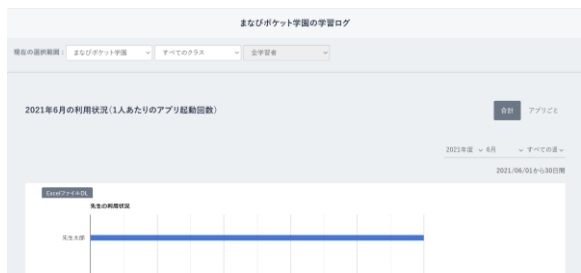 まなびポケット学園の学習ログ
現在の選択範囲： まなびポケット学園 すべてのクラス 全学習者
2021年6月の利用状況（1人あたりのアプリ起動回数） 合計 アプリごと
2021年度 6月 すべての週
2021/06/01から30日間
ExcelファイルDL
先生の利用状況
先生太郎